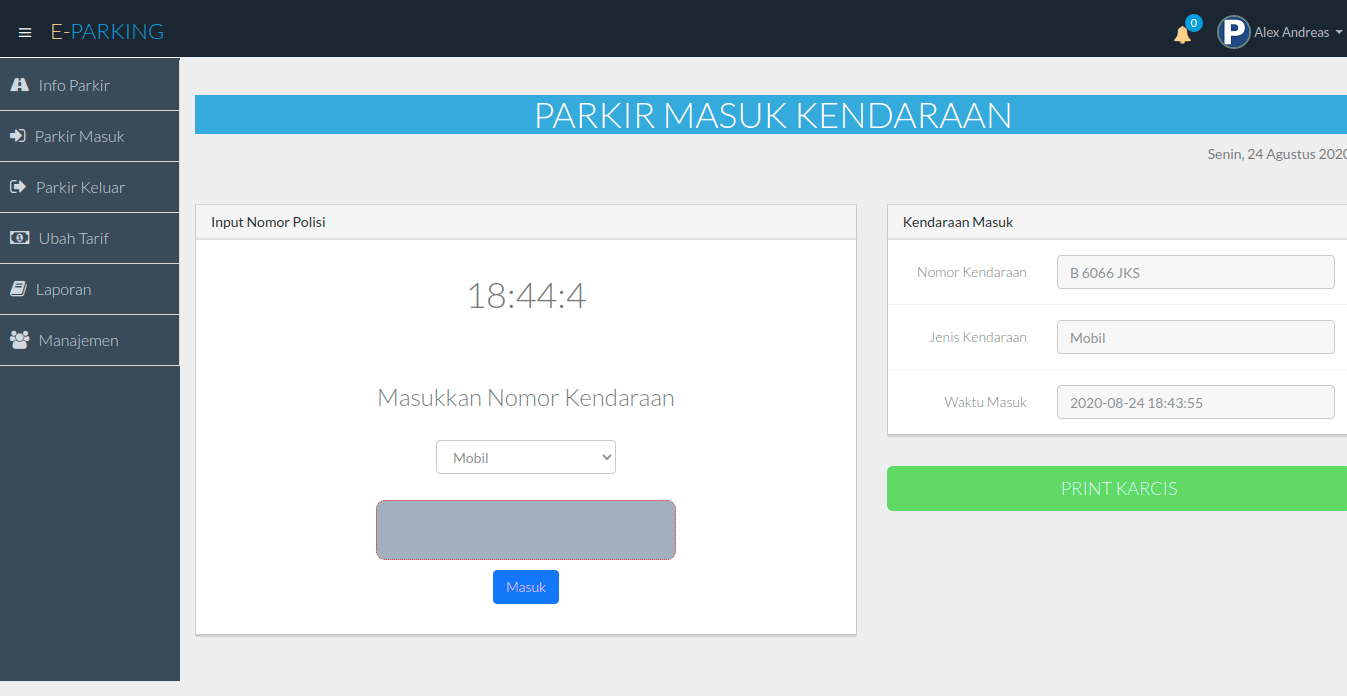 E-PARKING
0
P
Alex Andreas
Info Parkir
Parkir Masuk
Parkir Keluar
Ubah Tarif
Laporan
Manajemen
PARKIR MASUK KENDARAAN
Senin, 24 Agustus 2020
Input Nomor Polisi
18:44:4
Masukkan Nomor Kendaraan
Mobil
Masuk
Kendaraan Masuk
Nomor Kendaraan B 6066 JKS
Jenis Kendaraan Mobil
Waktu Masuk 2020-08-24 18:43:55
PRINT KARCIS